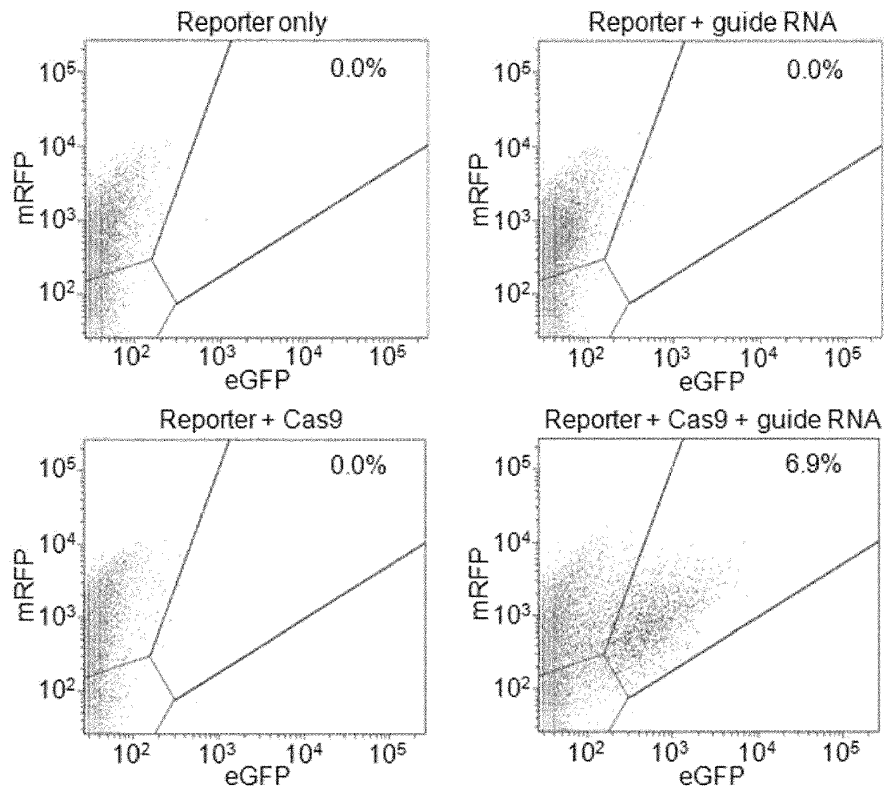 Reporter only
0.0%
10⁵
10⁴
10³
10²
mRFP
10² 10³ 10⁴ 10⁵
eGFP
Reporter + guide RNA
0.0%
10⁵
10⁴
10³
10²
mRFP
10² 10³ 10⁴ 10⁵
eGFP
Reporter + Cas9
0.0%
10⁵
10⁴
10³
10²
mRFP
10² 10³ 10⁴ 10⁵
eGFP
Reporter + Cas9 + guide RNA
6.9%
10⁵
10⁴
10³
10²
mRFP
10² 10³ 10⁴ 10⁵
eGFP